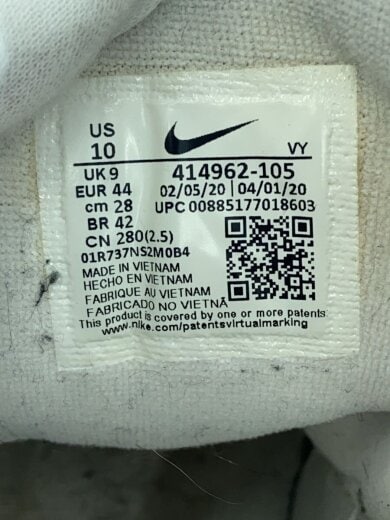 US
10
VY
UK 9
414962-105
EUR 44
02/05/20 | 04/01/20
cm 28
UPC 00885177018603
BR 42
CN 280(2.5)
01R737NS2M0B4
MADE IN VIETNAM
HECHO EN VIETNAM
FABRIQUE AU VIETNAM
FABRICADO NO VIETNÃ
This product is covered by one or more patents
www.nike.com/patentsvirtualmarking